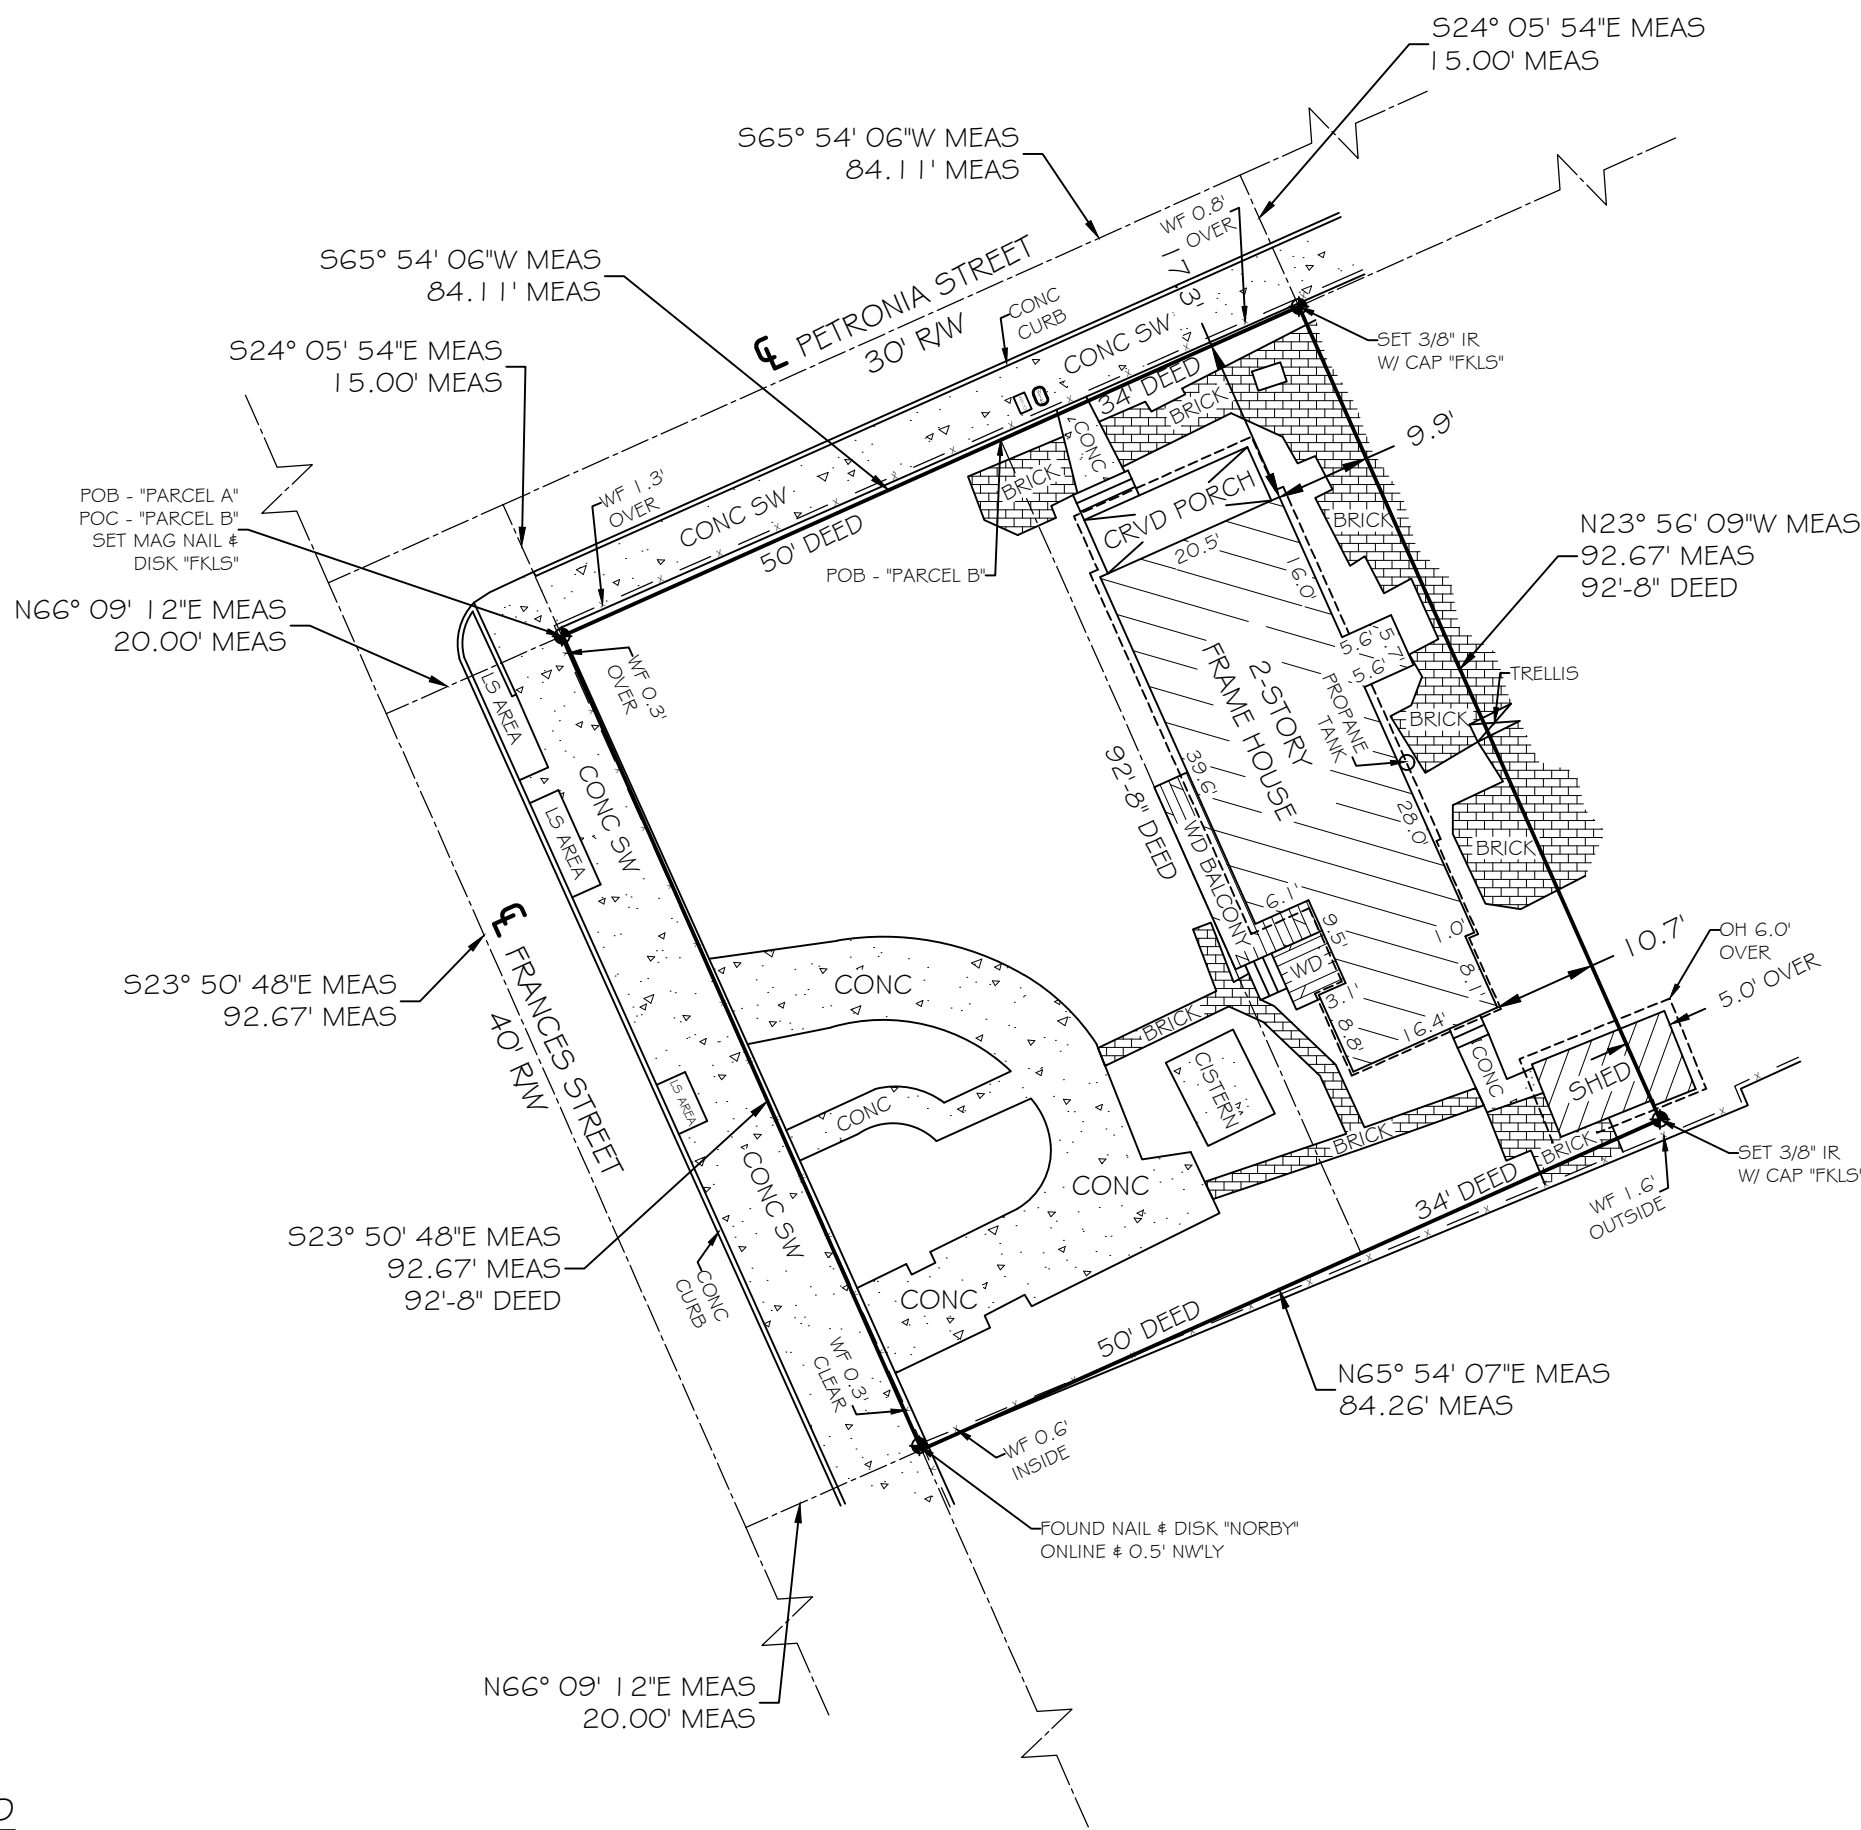 S24° 05' 54"E MEAS
15.00' MEAS
S65° 54' 06"W MEAS
84.11' MEAS
WF 0.8'
OVER
17.3'
S65° 54' 06"W MEAS
84.11' MEAS
℄ PETRONIA STREET
30' R/W
CONC
CURB
CONC SW
SET 3/8" IR
W/ CAP "FKLS"
S24° 05' 54"E MEAS
15.00' MEAS
34' DEED
BRICK
9.9'
CONC
BRICK
WF 1.3'
OVER
CONC SW
50' DEED
POB - "PARCEL A"
POC - "PARCEL B"
SET MAG NAIL &
DISK "FKLS"
CRVD PORCH
20.5'
16.0'
BRICK
N23° 56' 09"W MEAS
92.67' MEAS
92'-8" DEED
POB - "PARCEL B"
N66° 09' 12"E MEAS
20.00' MEAS
WF 0.3'
OVER
LS AREA
5.6'
5.7'
5.6'
2-STORY
FRAME HOUSE
PROPANE
TANK
TRELLIS
BRICK
92'-8" DEED
39.6'
28.0'
CONC SW
LS AREA
BRICK
WD BALCONY
6.1'
9.5'
1.0'
WD
8.1'
3.1'
8.8'
16.4'
10.7'
OH 6.0'
OVER
5.0' OVER
℄ FRANCES STREET
40' R/W
S23° 50' 48"E MEAS
92.67' MEAS
CONC
BRICK
CISTERN
CONC
SHED
LS AREA
CONC
BRICK
BRICK
SET 3/8" IR
W/ CAP "FKLS"
CONC SW
CONC
34' DEED
WF 1.6'
OUTSIDE
S23° 50' 48"E MEAS
92.67' MEAS
92'-8" DEED
CONC
CURB
CONC
50' DEED
WF 0.3'
CLEAR
N65° 54' 07"E MEAS
84.26' MEAS
WF 0.6'
INSIDE
FOUND NAIL & DISK "NORBY"
ONLINE & 0.5' NW'LY
N66° 09' 12"E MEAS
20.00' MEAS